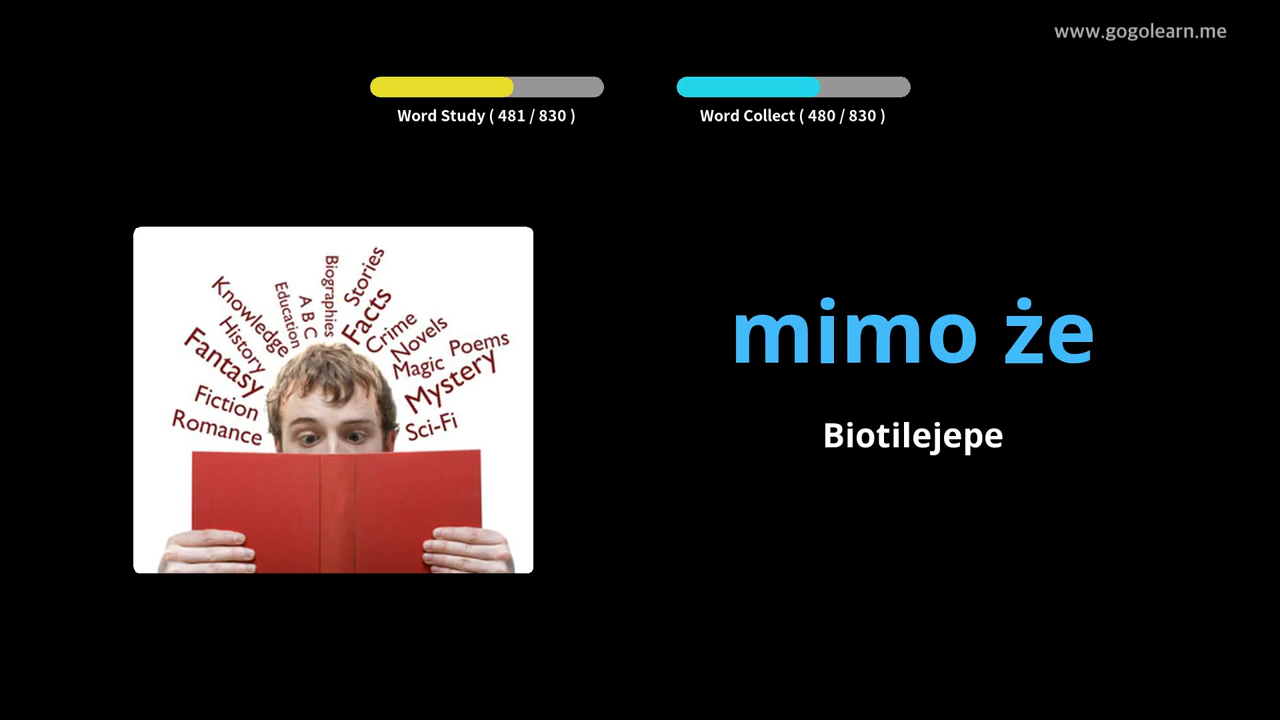 www.gogolearn.me
Word Study ( 481 / 830 )
Word Collect ( 480 / 830 )
Stories
Biographies
Facts
Knowledge
Education
A B C
Crime
Novels
History
Poems
Fantasy
Magic
Mystery
Fiction
Romance
Sci-Fi
mimo że
Biotilejepe